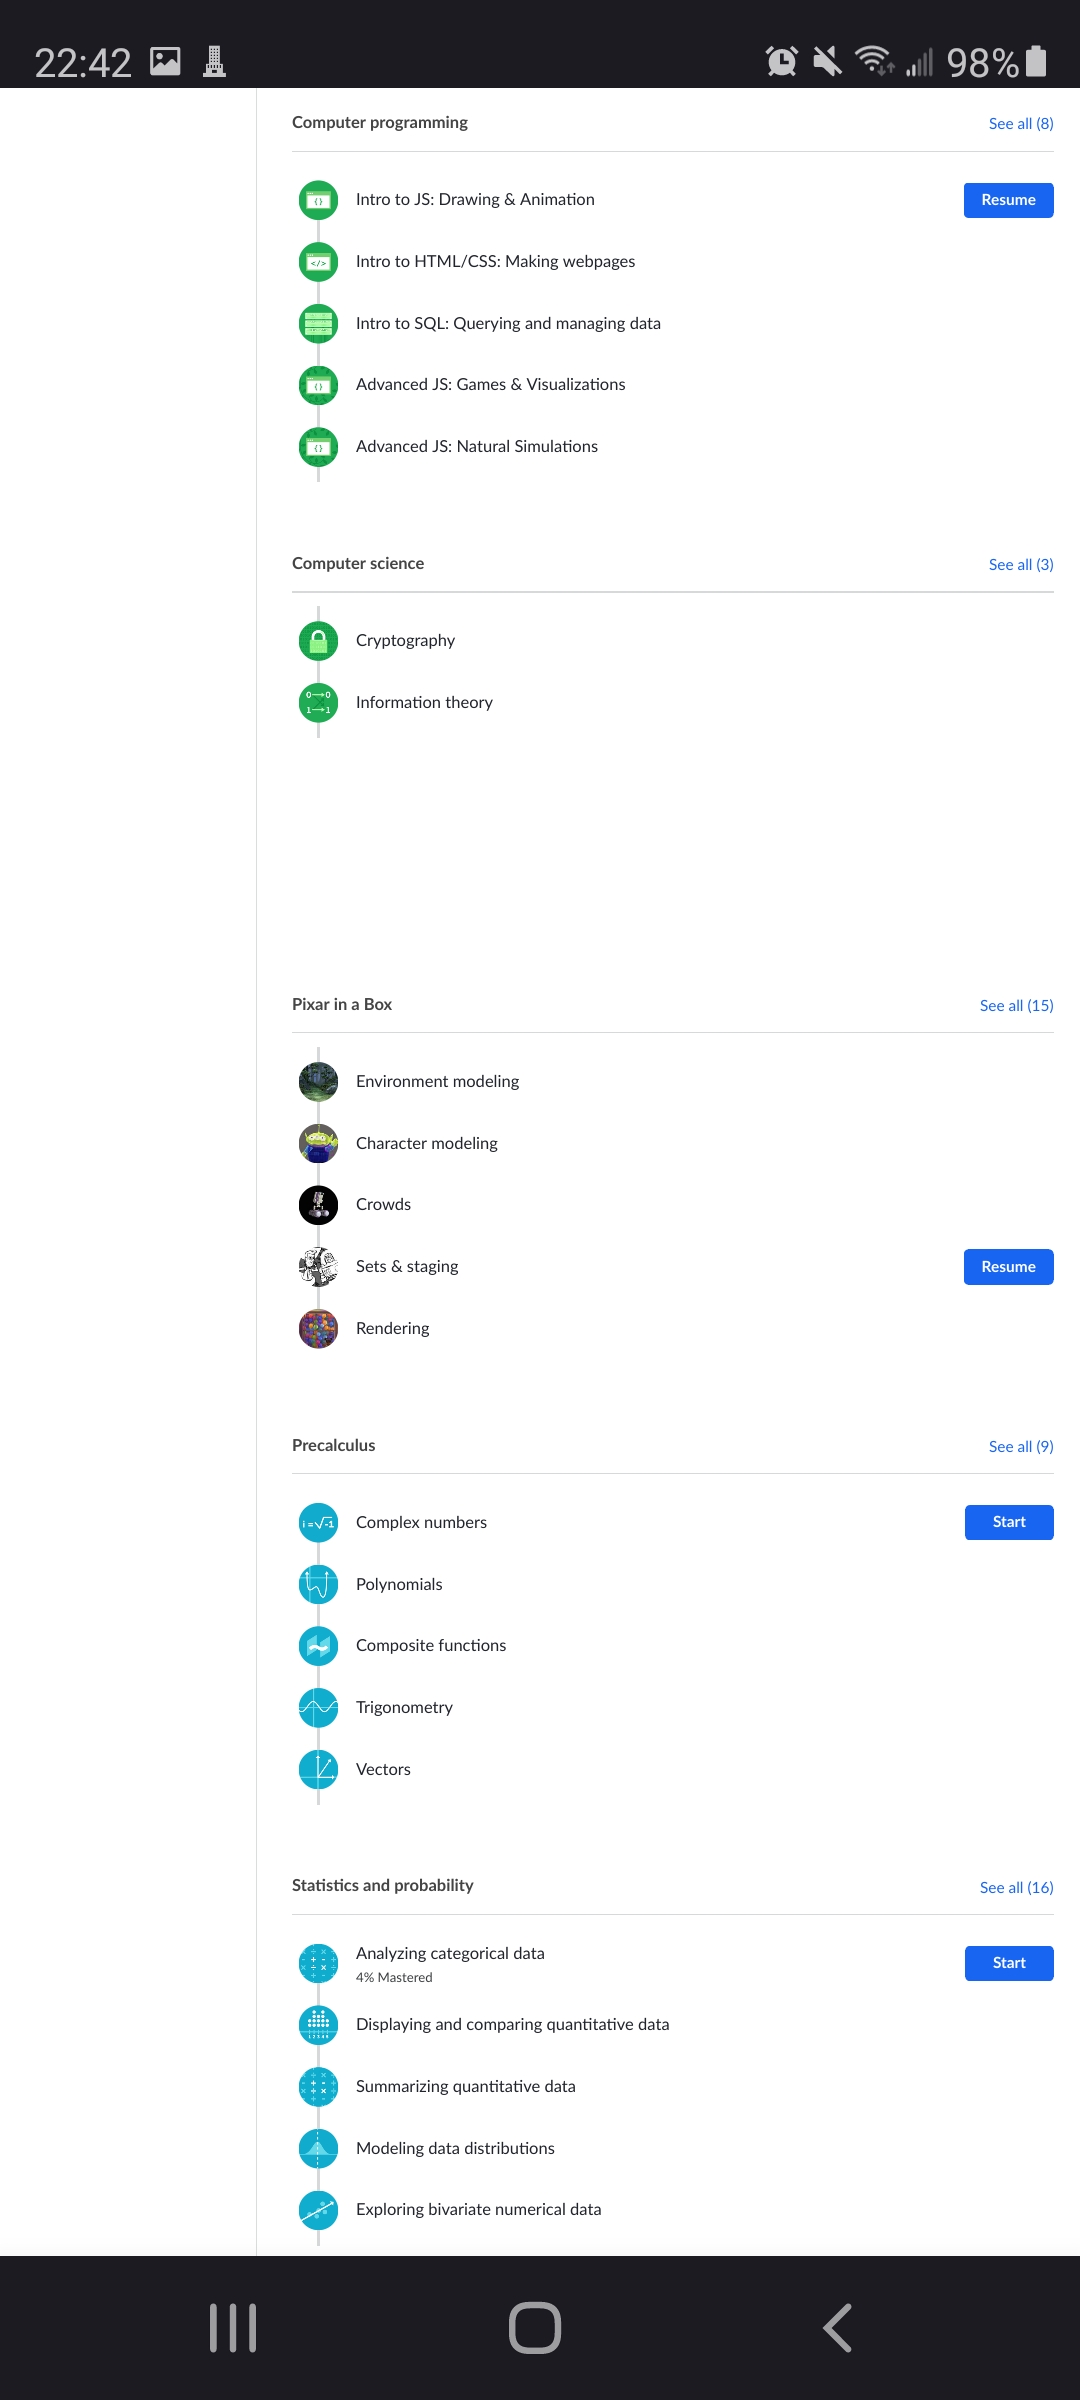 22:42 98%
Computer programming See all (8)
Intro to JS: Drawing & Animation Resume
Intro to HTML/CSS: Making webpages
Intro to SQL: Querying and managing data
Advanced JS: Games & Visualizations
Advanced JS: Natural Simulations
Computer science See all (3)
Cryptography
Information theory
Pixar in a Box See all (15)
Environment modeling
Character modeling
Crowds
Sets & staging Resume
Rendering
Precalculus See all (9)
i=√-1 Complex numbers Start
Polynomials
Composite functions
Trigonometry
Vectors
Statistics and probability See all (16)
Analyzing categorical data Start
4% Mastered
Displaying and comparing quantitative data
Summarizing quantitative data
Modeling data distributions
Exploring bivariate numerical data